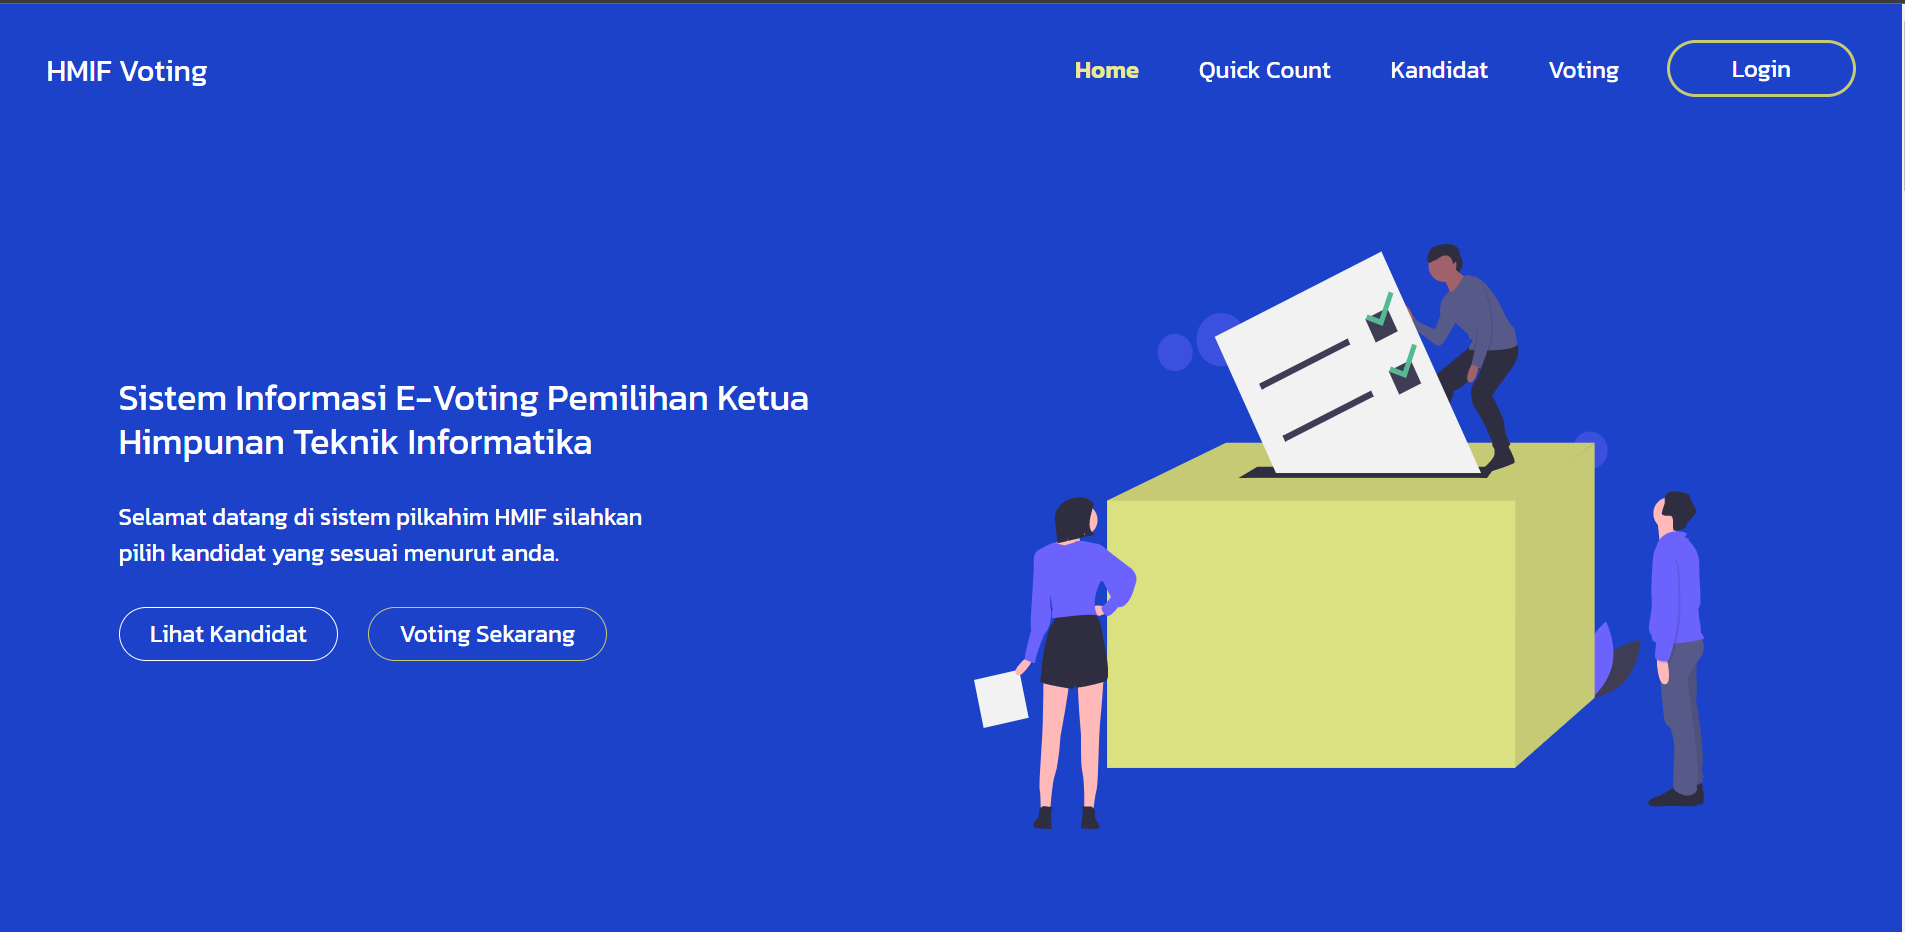 HMIF Voting
Home
Quick Count
Kandidat
Voting
Login
Sistem Informasi E-Voting Pemilihan Ketua
Himpunan Teknik Informatika
Selamat datang di sistem pilkahim HMIF silahkan
pilih kandidat yang sesuai menurut anda.
Lihat Kandidat
Voting Sekarang